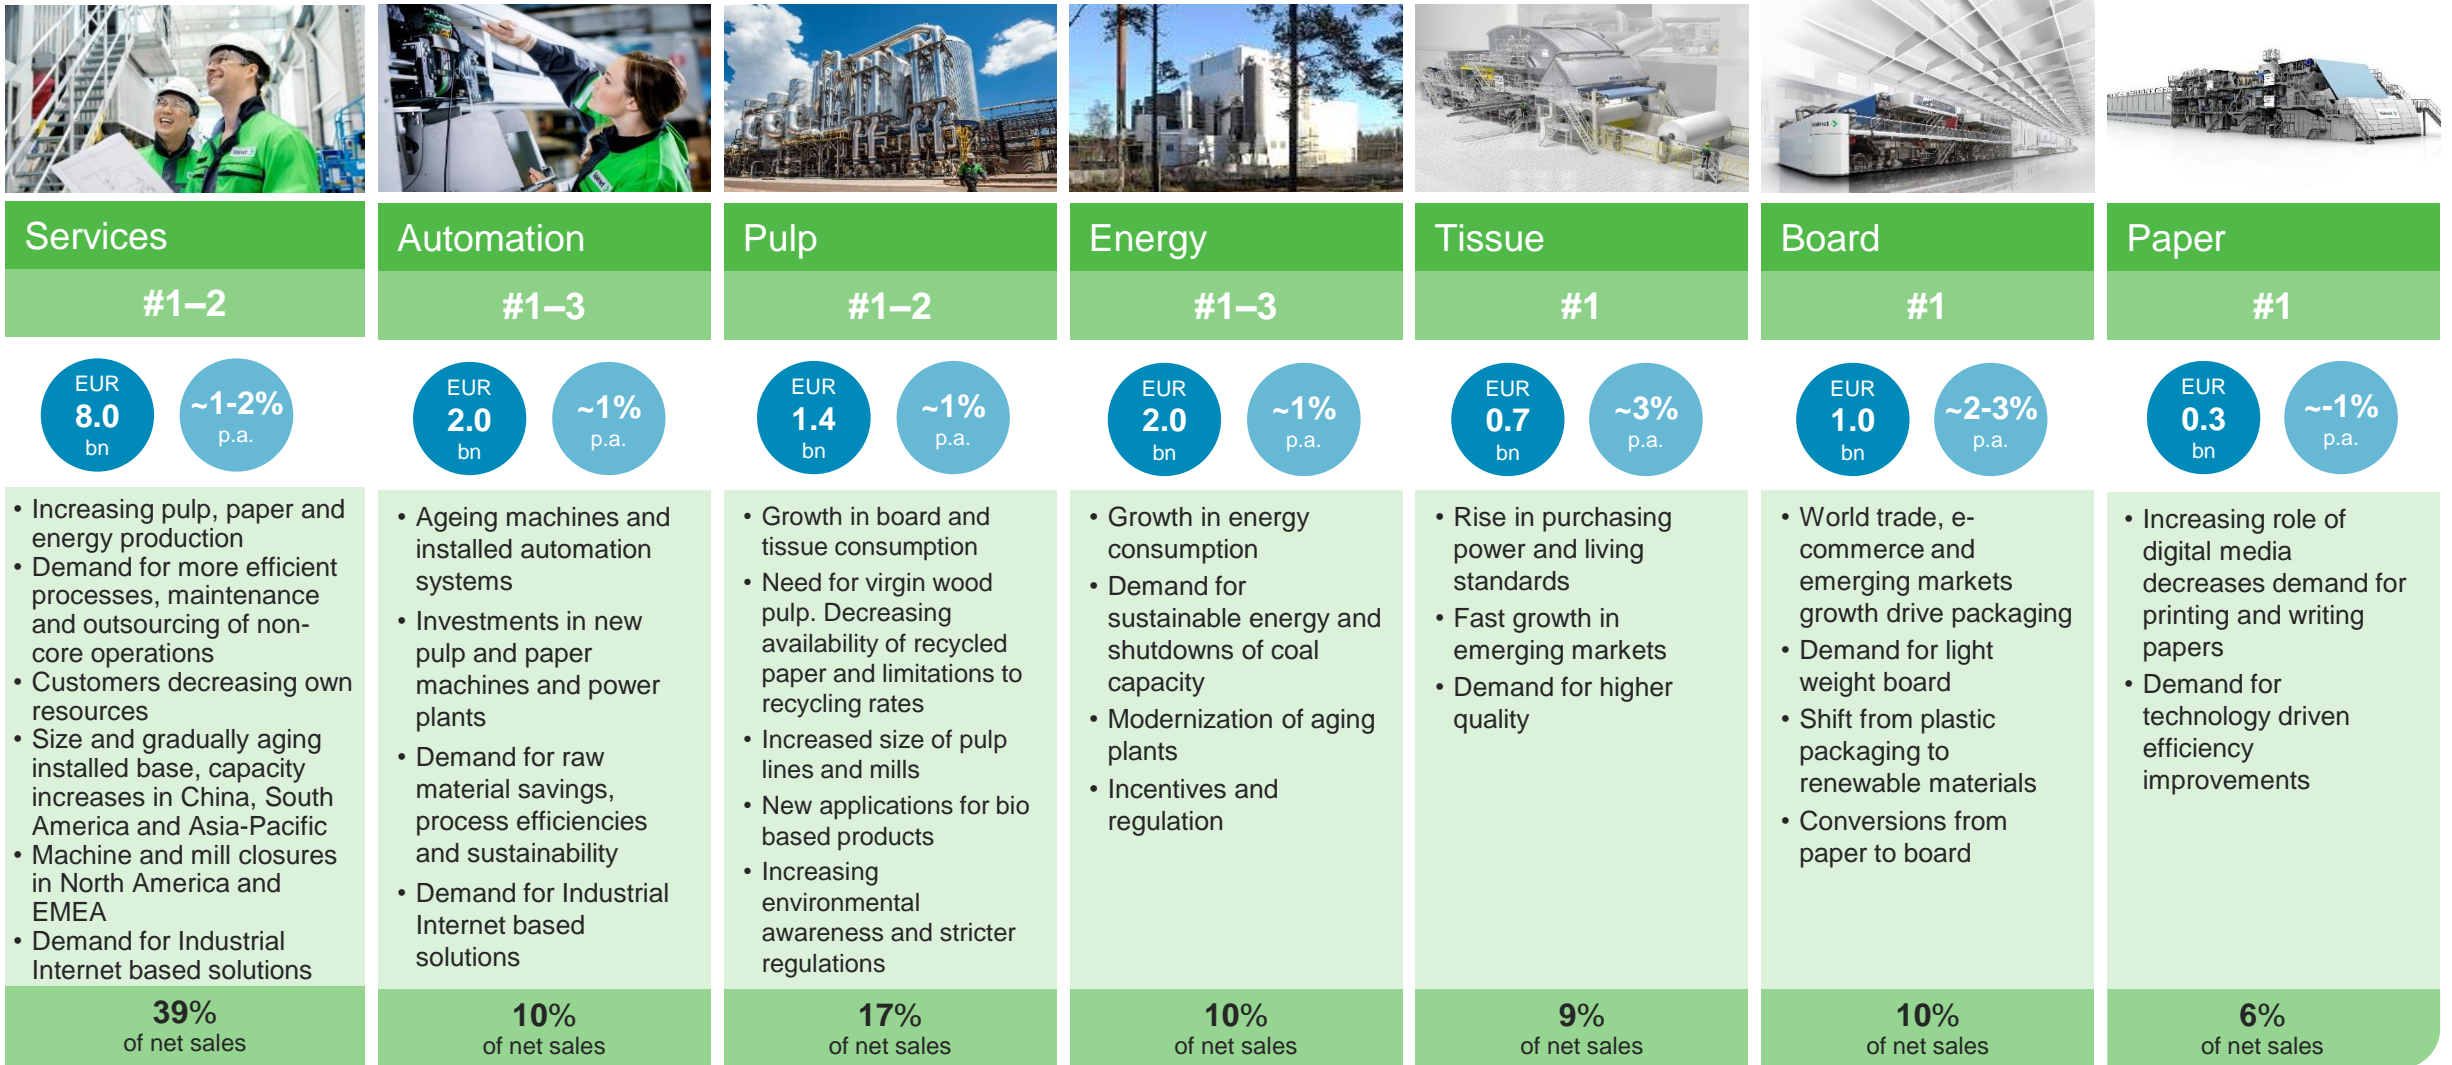 Services
#1–2
EUR
8.0
bn
~1-2%
p.a.
• Increasing pulp, paper and
energy production
• Demand for more efficient
processes, maintenance
and outsourcing of non-
core operations
• Customers decreasing own
resources
• Size and gradually aging
installed base, capacity
increases in China, South
America and Asia-Pacific
• Machine and mill closures
in North America and
EMEA
• Demand for Industrial
Internet based solutions
39%
of net sales
Automation
#1–3
EUR
2.0
bn
~1%
p.a.
• Ageing machines and
installed automation
systems
• Investments in new
pulp and paper
machines and power
plants
• Demand for raw
material savings,
process efficiencies
and sustainability
• Demand for Industrial
Internet based
solutions
10%
of net sales
Pulp
#1–2
EUR
1.4
bn
~1%
p.a.
• Growth in board and
tissue consumption
• Need for virgin wood
pulp. Decreasing
availability of recycled
paper and limitations to
recycling rates
• Increased size of pulp
lines and mills
• New applications for bio
based products
• Increasing
environmental
awareness and stricter
regulations
17%
of net sales
Energy
#1–3
EUR
2.0
bn
~1%
p.a.
• Growth in energy
consumption
• Demand for
sustainable energy and
shutdowns of coal
capacity
• Modernization of aging
plants
• Incentives and
regulation
10%
of net sales
Tissue
#1
EUR
0.7
bn
~3%
p.a.
• Rise in purchasing
power and living
standards
• Fast growth in
emerging markets
• Demand for higher
quality
9%
of net sales
Board
#1
EUR
1.0
bn
~2-3%
p.a.
• World trade, e-
commerce and
emerging markets
growth drive packaging
• Demand for light
weight board
• Shift from plastic
packaging to
renewable materials
• Conversions from
paper to board
10%
of net sales
Paper
#1
EUR
0.3
bn
~-1%
p.a.
• Increasing role of
digital media
decreases demand for
printing and writing
papers
• Demand for
technology driven
efficiency
improvements
6%
of net sales